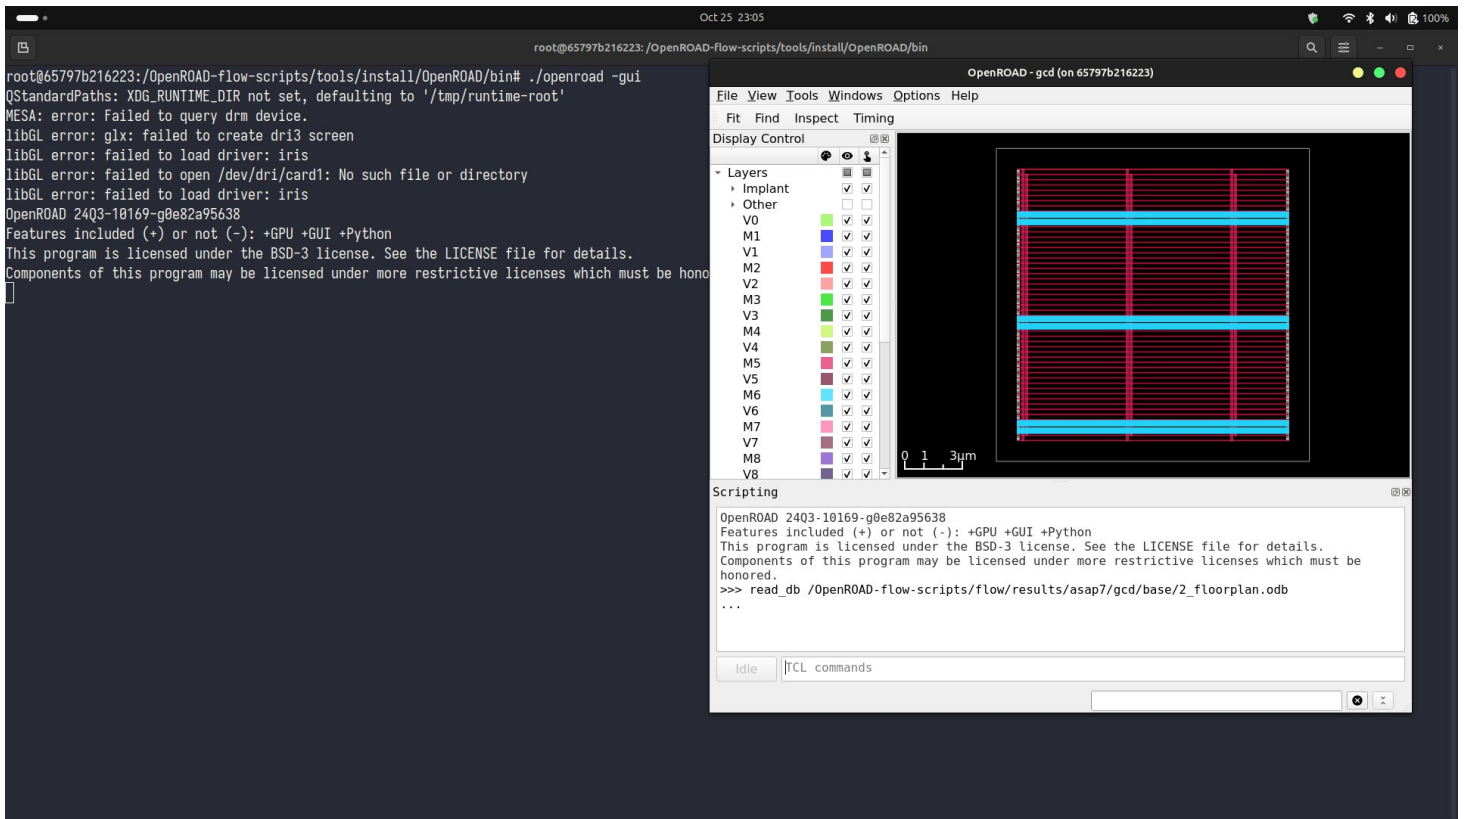 Oct 25 23:05
100%
root@65797b216223: /OpenROAD-flow-scripts/tools/install/OpenROAD/bin
root@65797b216223:/OpenROAD-flow-scripts/tools/install/OpenROAD/bin# ./openroad -gui
QStandardPaths: XDG_RUNTIME_DIR not set, defaulting to '/tmp/runtime-root'
MESA: error: Failed to query drm device.
libGL error: glx: failed to create dri3 screen
libGL error: failed to load driver: iris
libGL error: failed to open /dev/dri/card1: No such file or directory
libGL error: failed to load driver: iris
OpenROAD 24Q3-10169-g0e82a95638
Features included (+) or not (-): +GPU +GUI +Python
This program is licensed under the BSD-3 license. See the LICENSE file for details.
Components of this program may be licensed under more restrictive licenses which must be hono
OpenROAD - gcd (on 65797b216223)
File View Tools Windows Options Help
Fit Find Inspect Timing
Display Control
Layers
Implant
Other
V0
M1
V1
M2
V2
M3
V3
M4
V4
M5
V5
M6
V6
M7
V7
M8
V8
0 1 3μm
Scripting
OpenROAD 24Q3-10169-g0e82a95638
Features included (+) or not (-): +GPU +GUI +Python
This program is licensed under the BSD-3 license. See the LICENSE file for details.
Components of this program may be licensed under more restrictive licenses which must be
honored.
>>> read_db /OpenROAD-flow-scripts/flow/results/asap7/gcd/base/2_floorplan.odb
...
Idle
TCL commands